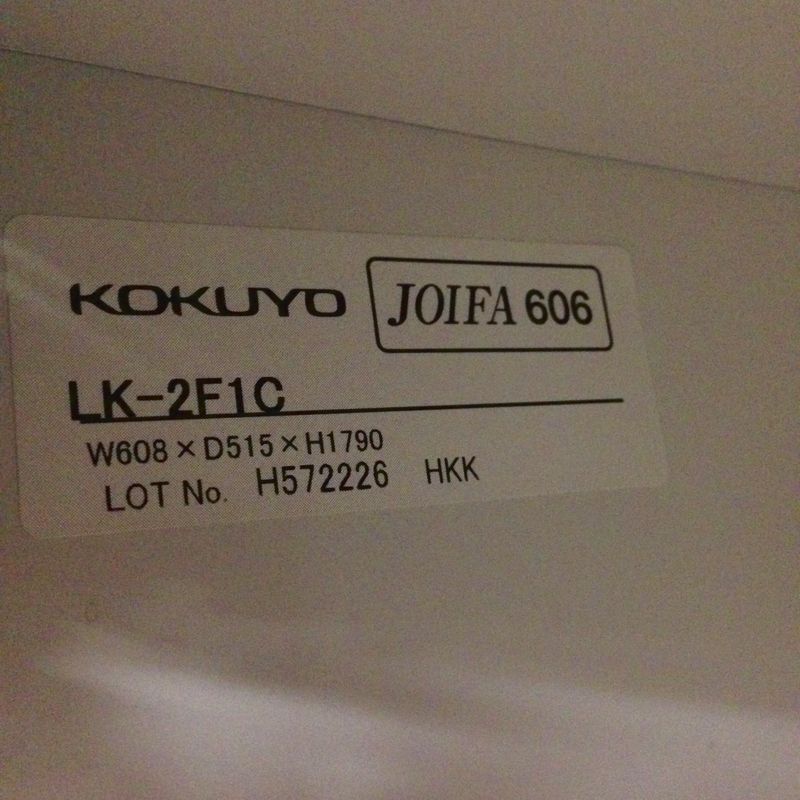 KOKUYO JOIFA 606
LK-2F1C
W608×D515×H1790
LOT No. H572226 HKK